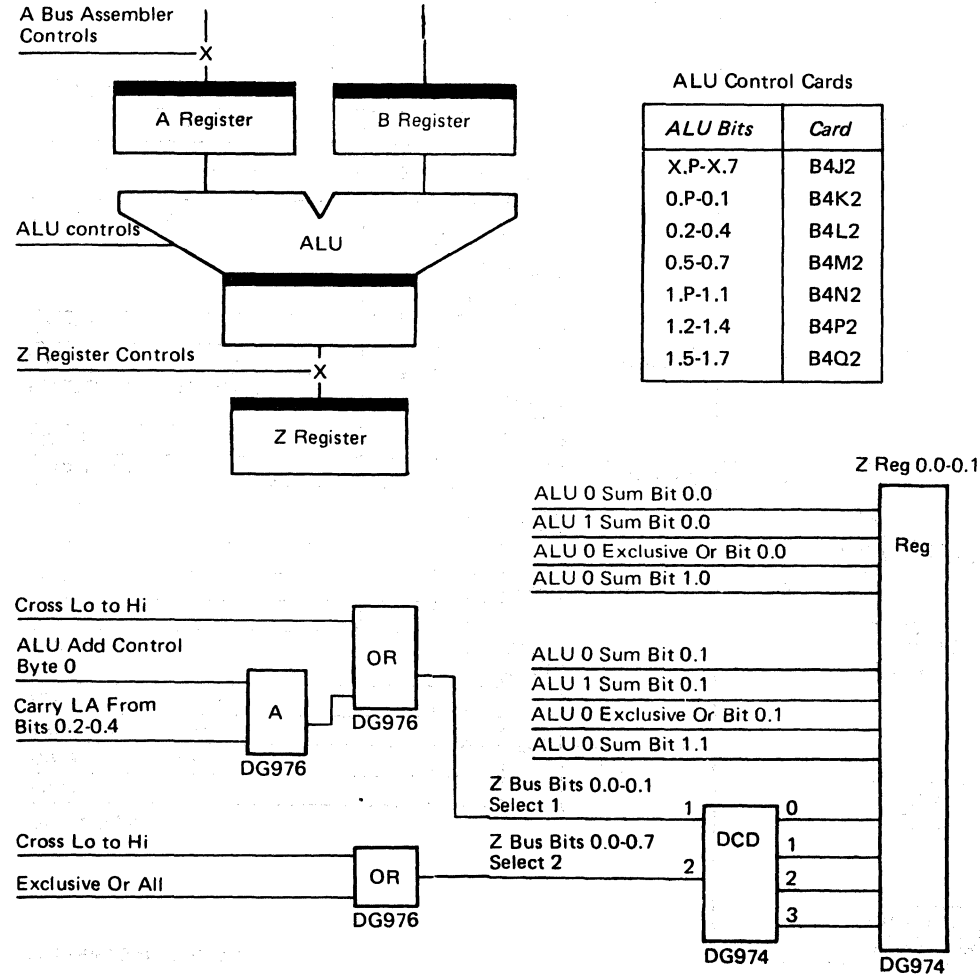 A Bus Assembler
Controls
X
A Register
B Register
ALU controls
ALU
Z Register Controls
X
Z Register
ALU Control Cards
ALU Bits Card
X.P-X.7 B4J2
0.P-0.1 B4K2
0.2-0.4 B4L2
0.5-0.7 B4M2
1.P-1.1 B4N2
1.2-1.4 B4P2
1.5-1.7 B4Q2
Z Reg 0.0-0.1
ALU 0 Sum Bit 0.0
ALU 1 Sum Bit 0.0
ALU 0 Exclusive Or Bit 0.0
ALU 0 Sum Bit 1.0
Reg
ALU 0 Sum Bit 0.1
ALU 1 Sum Bit 0.1
ALU 0 Exclusive Or Bit 0.1
ALU 0 Sum Bit 1.1
Cross Lo to Hi
ALU Add Control
Byte 0
Carry LA From
Bits 0.2-0.4
A
DG976
OR
DG976
Z Bus Bits 0.0-0.1
Select 1
Z Bus Bits 0.0-0.7
Select 2
Cross Lo to Hi
Exclusive Or All
OR
DG976
1
2
DCD
0
1
2
3
DG974
DG974